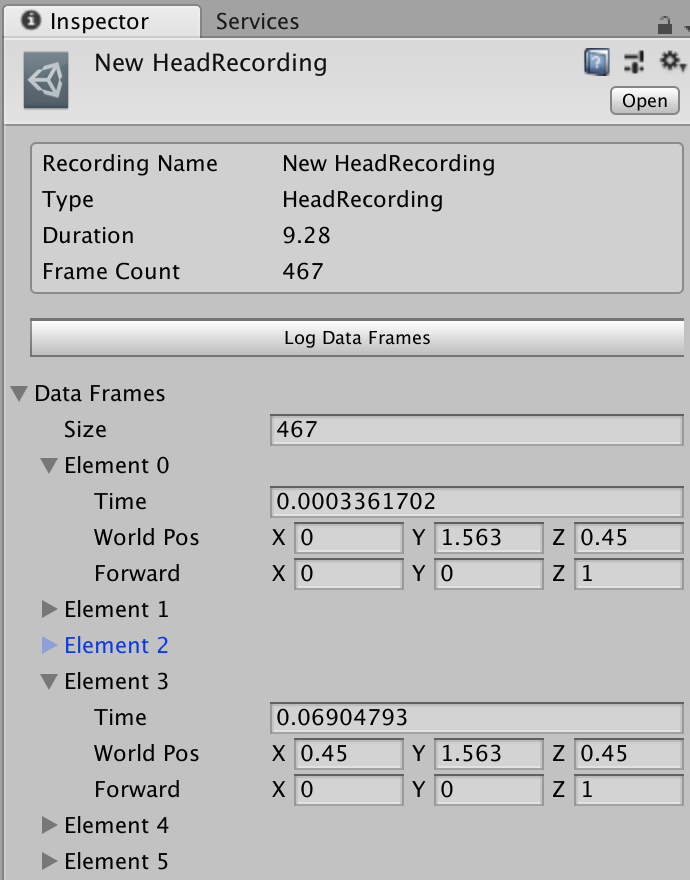 Inspector Services
New HeadRecording
Open
Recording Name New HeadRecording
Type HeadRecording
Duration 9.28
Frame Count 467
Log Data Frames
Data Frames
Size 467
Element 0
Time 0.0003361702
World Pos X 0 Y 1.563 Z 0.45
Forward X 0 Y 0 Z 1
Element 1
Element 2
Element 3
Time 0.06904793
World Pos X 0.45 Y 1.563 Z 0.45
Forward X 0 Y 0 Z 1
Element 4
Element 5